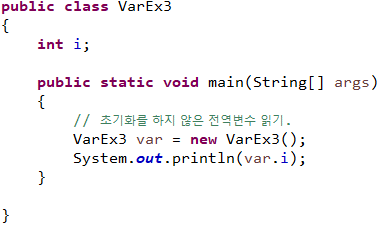 public class VarEx3
{
    int i;
    public static void main(String[] args)
    {
        // 초기화를 하지 않은 전역변수 읽기.
        VarEx3 var = new VarEx3();
        System.out.println(var.i);
    }
}